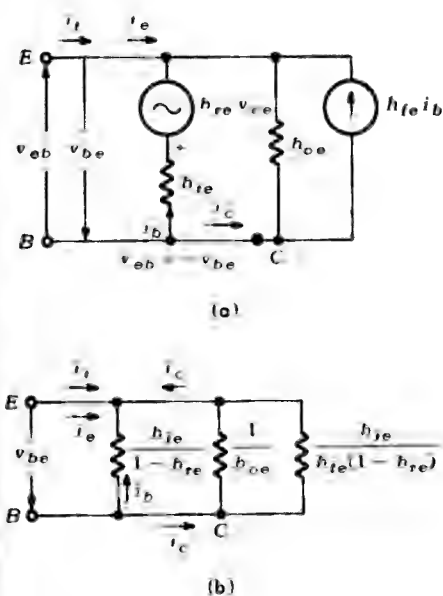 i_i i_e
E
v_eb v_be h_re v_ce h_fe i_b
+
h_oe
h_ie
i_b i_c
B C
v_eb = - v_be
(a)
i_i i_c
E
i_e
v_be h_ie / 1 - h_re 1 / h_oe h_ie / h_fe(1 - h_re)
i_b
B C
i_c
(b)